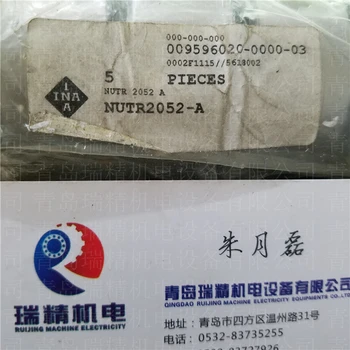 000-000-000
009596020-0000-03
0002F1115//5618002
5 PIECES
NUTR 2052 A
NUTR2052-A
INA
朱月磊
瑞精机电
RUIJING MACHINE ELECTRICITY
青岛瑞精机电设备有限公司
QINGDAO RUIJING MACHINERY ELECTRICITY EQUIPMENTS
地址：青岛市四方区温州路31号
电话：0532-83735255